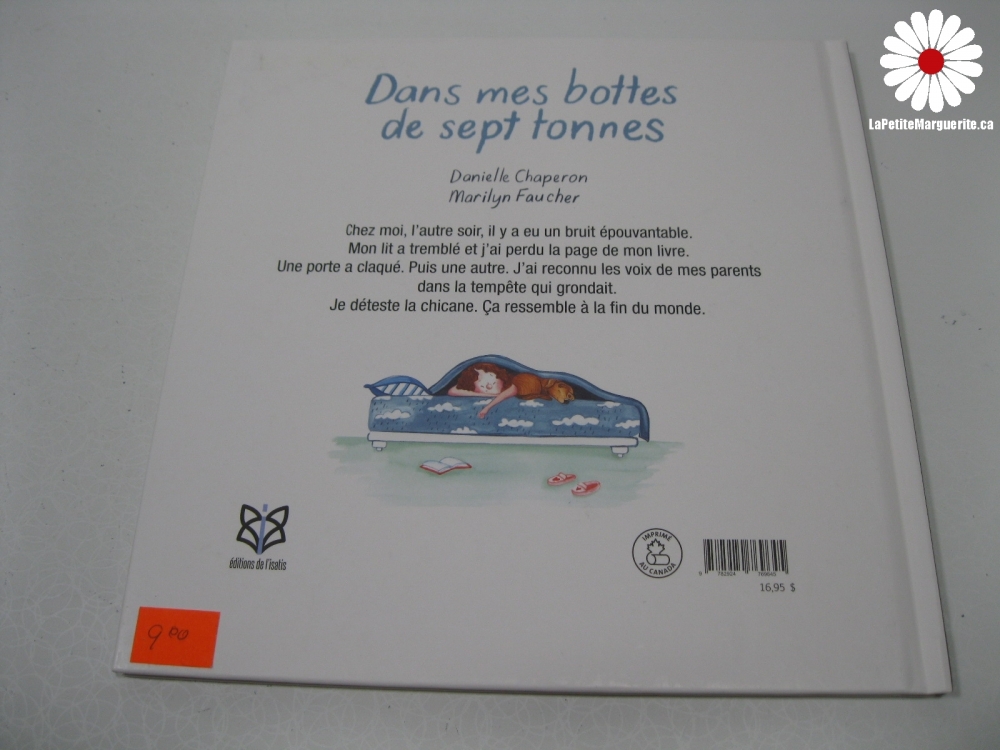 LaPetiteMarguerite.ca
Dans mes bottes
de sept tonnes
Danielle Chaperon
Marilyn Faucher
Chez moi, l'autre soir, il y a eu un bruit épouvantable.
Mon lit a tremblé et j'ai perdu la page de mon livre.
Une porte a claqué. Puis une autre. J'ai reconnu les voix de mes parents
dans la tempête qui grondait.
Je déteste la chicane. Ça ressemble à la fin du monde.
éditions de l'isatis
IMPRIMÉ
AU CANADA
16,95 $
9 00